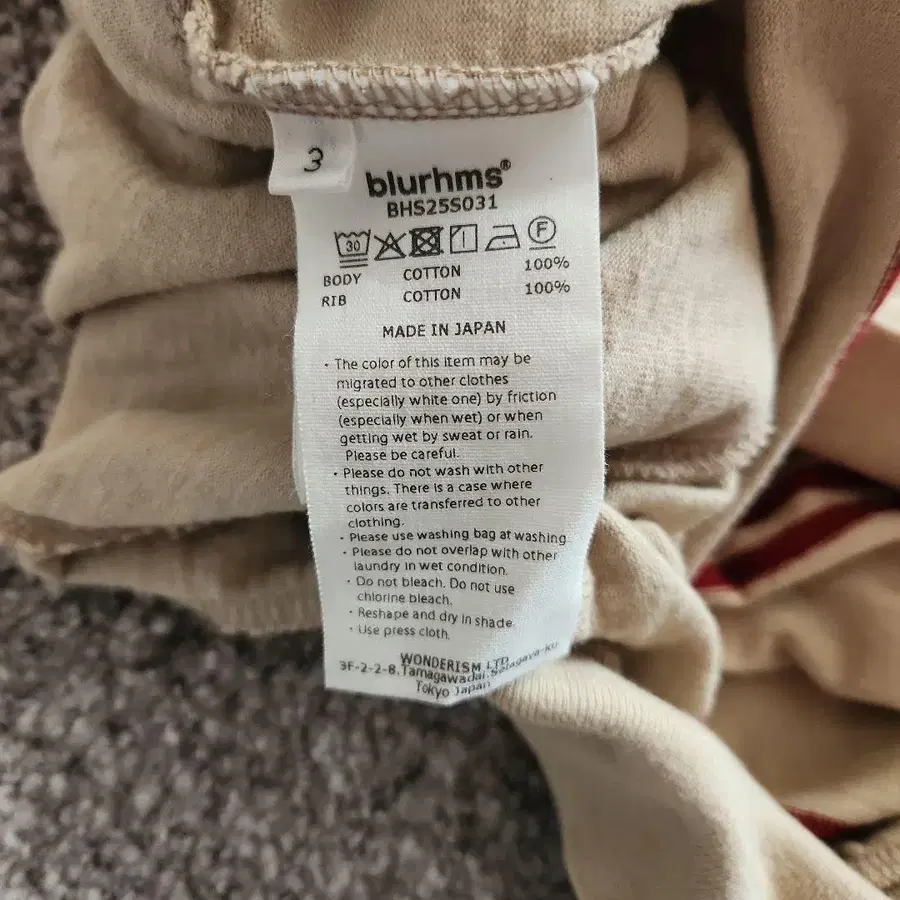 3
blurhms®
BHS25S031
30
F
BODY COTTON 100%
RIB COTTON 100%
MADE IN JAPAN
· The color of this item may be
migrated to other clothes
(especially white one) by friction
(especially when wet) or when
getting wet by sweat or rain.
Please be careful.
· Please do not wash with other
things. There is a case where
colors are transferred to other
clothing.
· Please use washing bag at washing
· Please do not overlap with other
laundry in wet condition.
· Do not bleach. Do not use
chlorine bleach.
· Reshape and dry in shade.
· Use press cloth.
WONDERISM LTD
3F-2-2-8.Tamagawadai.Setagaya-Ku
Tokyo Japan